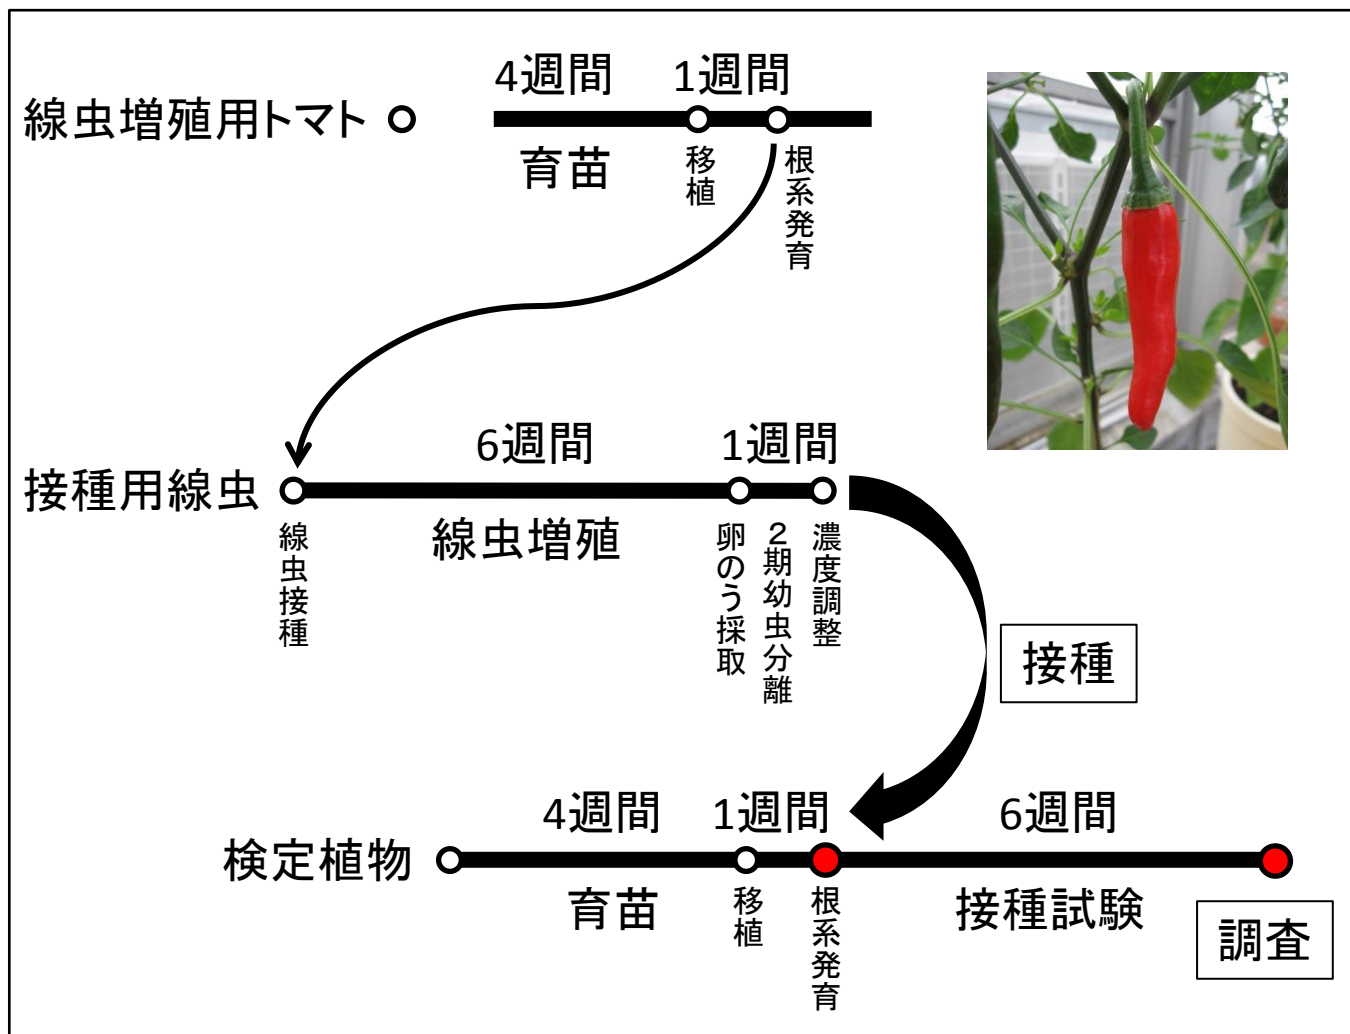 4週間 1週間
線虫増殖用トマト
育苗
移植
根系発育
6週間 1週間
接種用線虫
線虫増殖
線虫接種
卵のう採取
２期幼虫分離
濃度調整
接種
4週間 1週間 6週間
検定植物
育苗
移植
根系発育
接種試験
調査